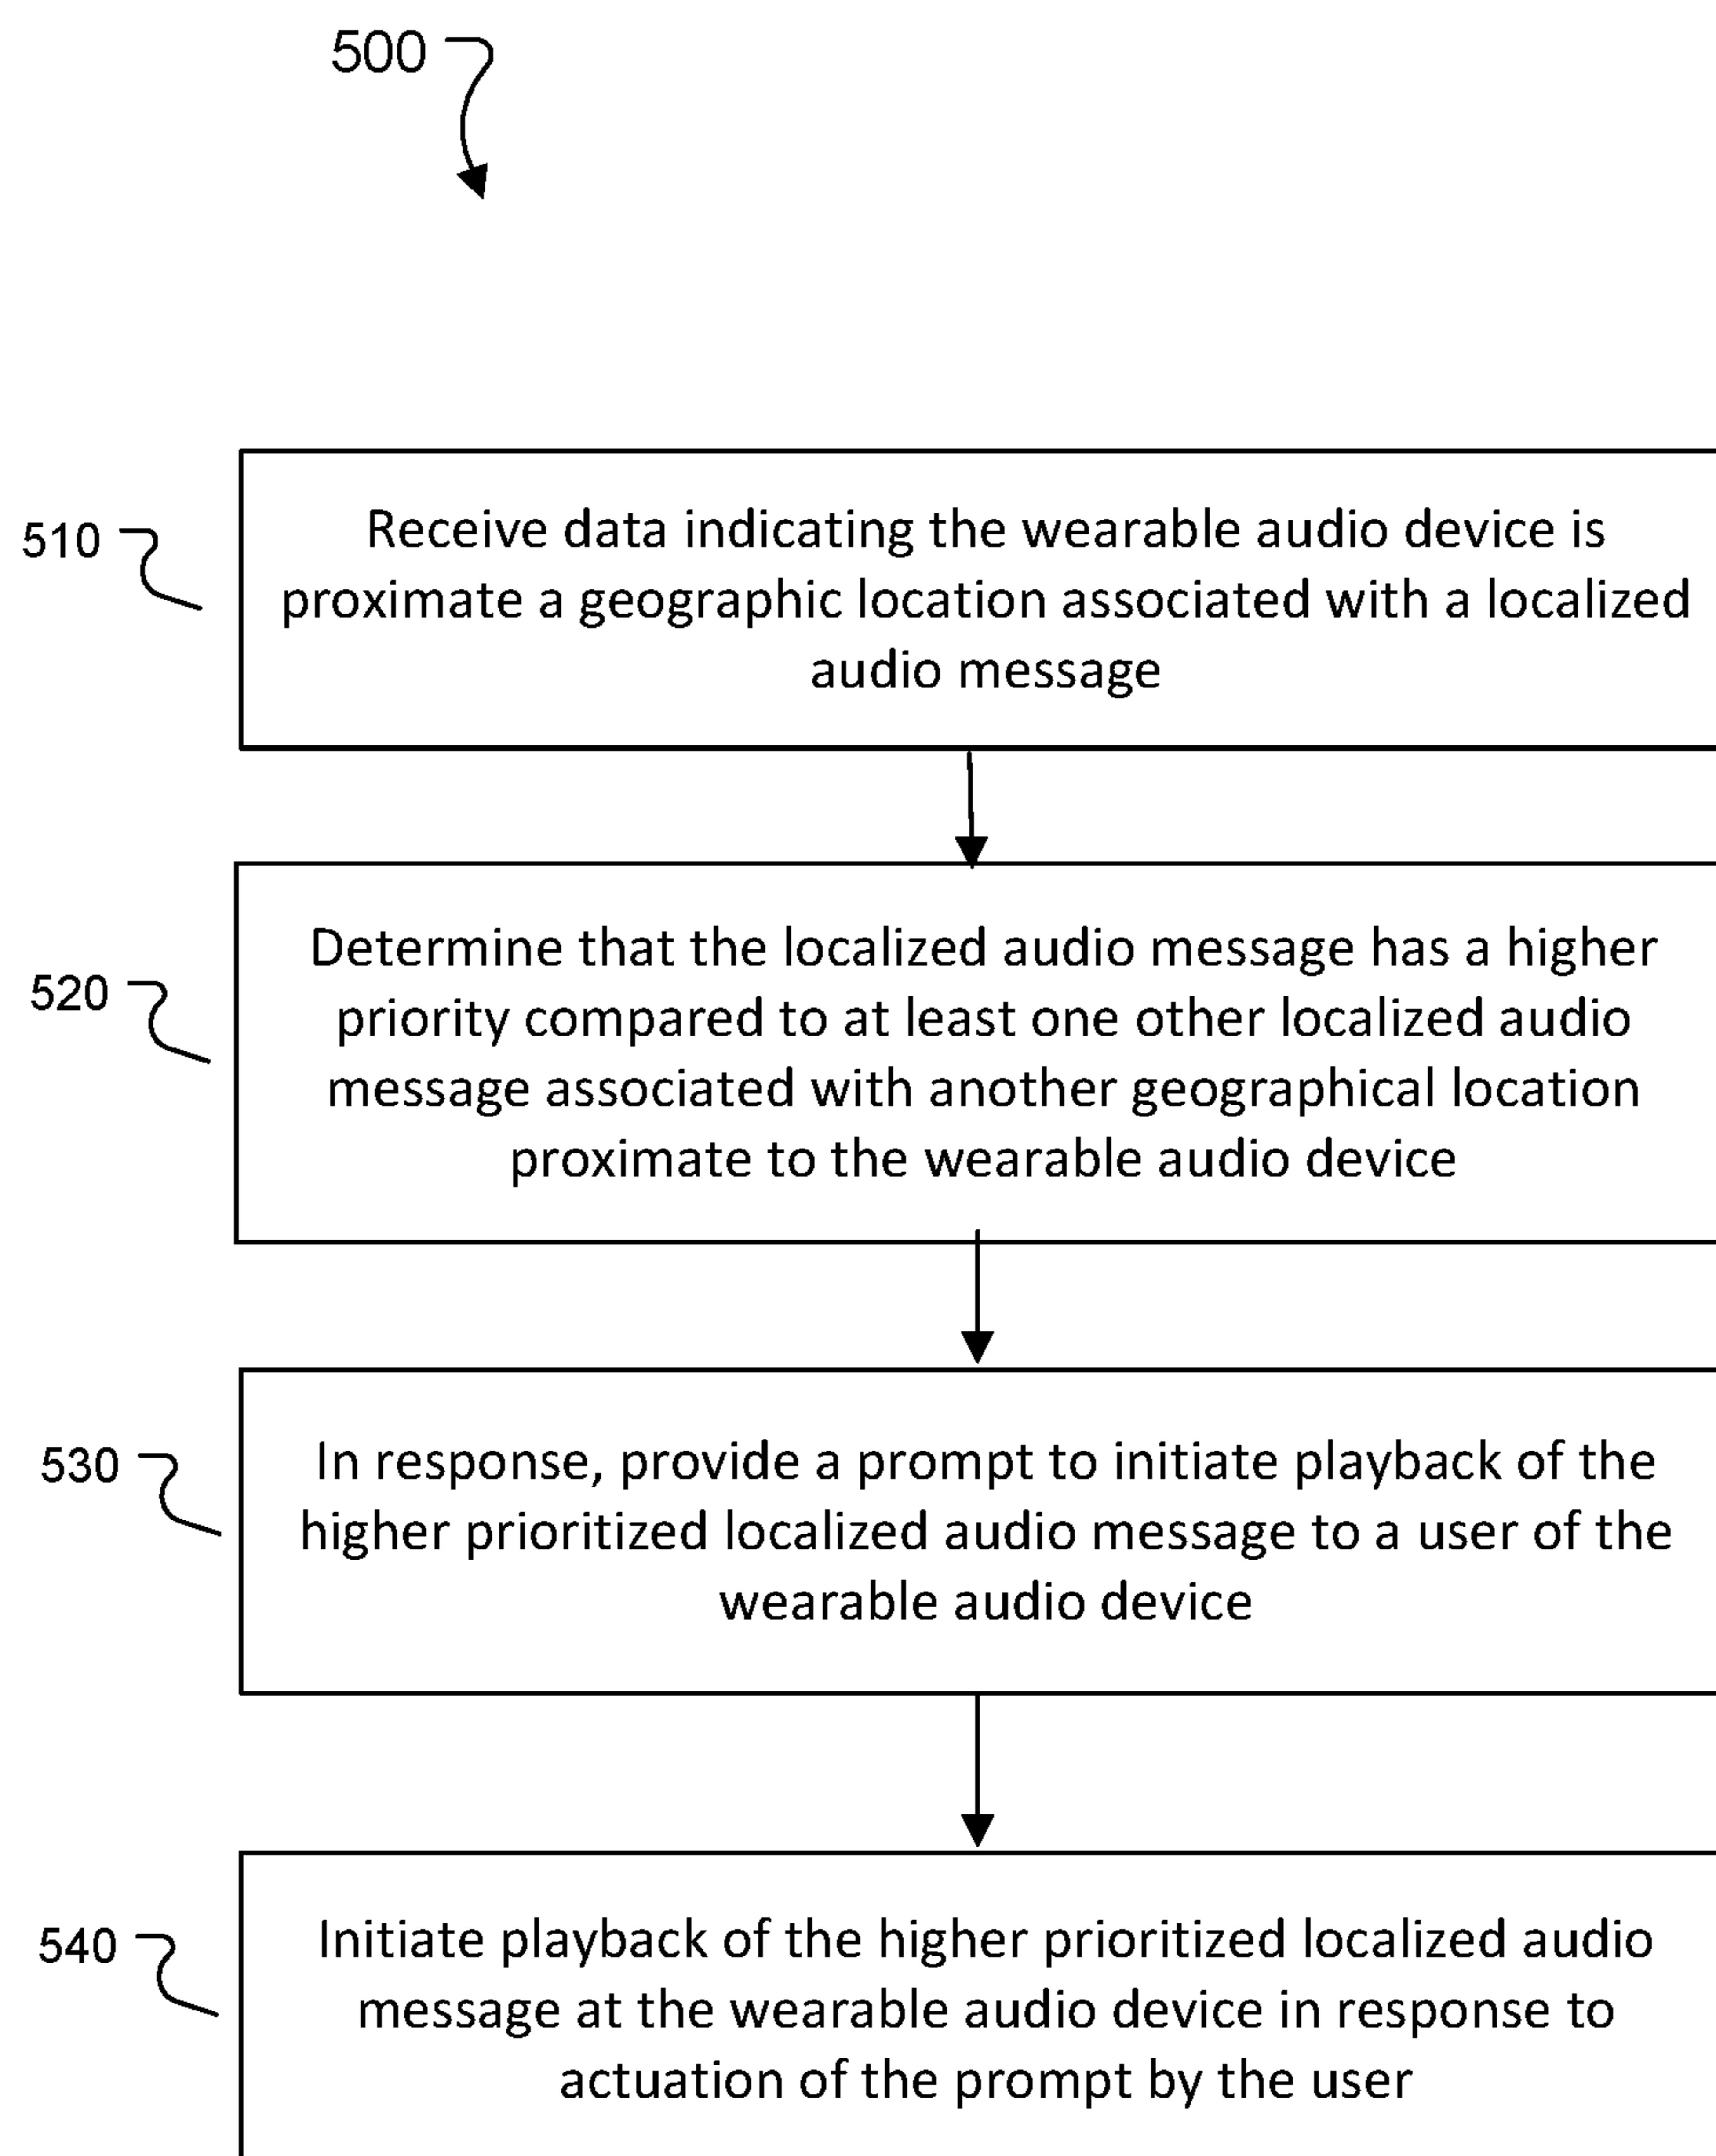 500
510
Receive data indicating the wearable audio device is
proximate a geographic location associated with a localized
audio message
520
Determine that the localized audio message has a higher
priority compared to at least one other localized audio
message associated with another geographical location
proximate to the wearable audio device
530
In response, provide a prompt to initiate playback of the
higher prioritized localized audio message to a user of the
wearable audio device
540
Initiate playback of the higher prioritized localized audio
message at the wearable audio device in response to
actuation of the prompt by the user